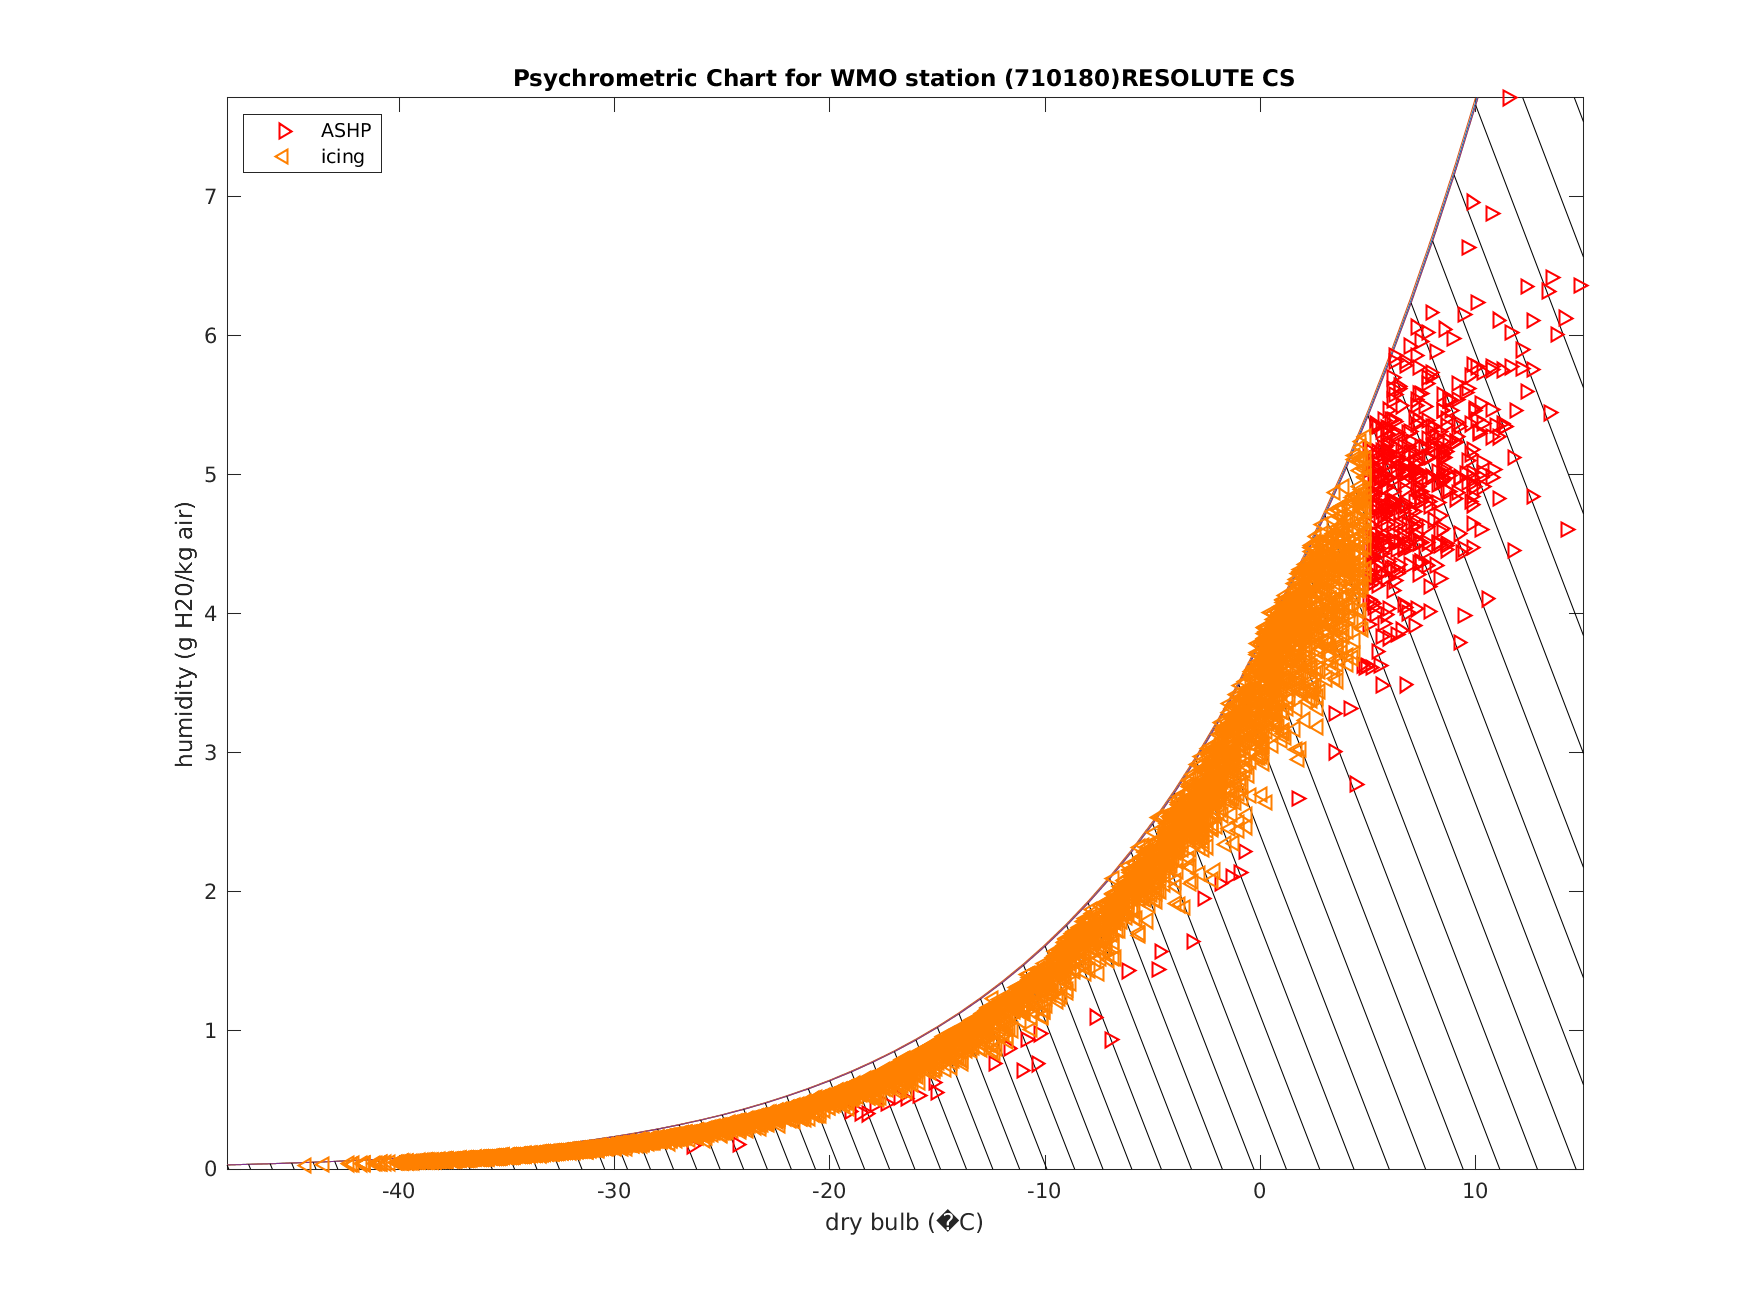 Psychrometric Chart for WMO station (710180)RESOLUTE CS
ASHP
icing
7
6
5
4
3
2
1
0
humidity (g H20/kg air)
-40
-30
-20
-10
0
10
dry bulb (�C)